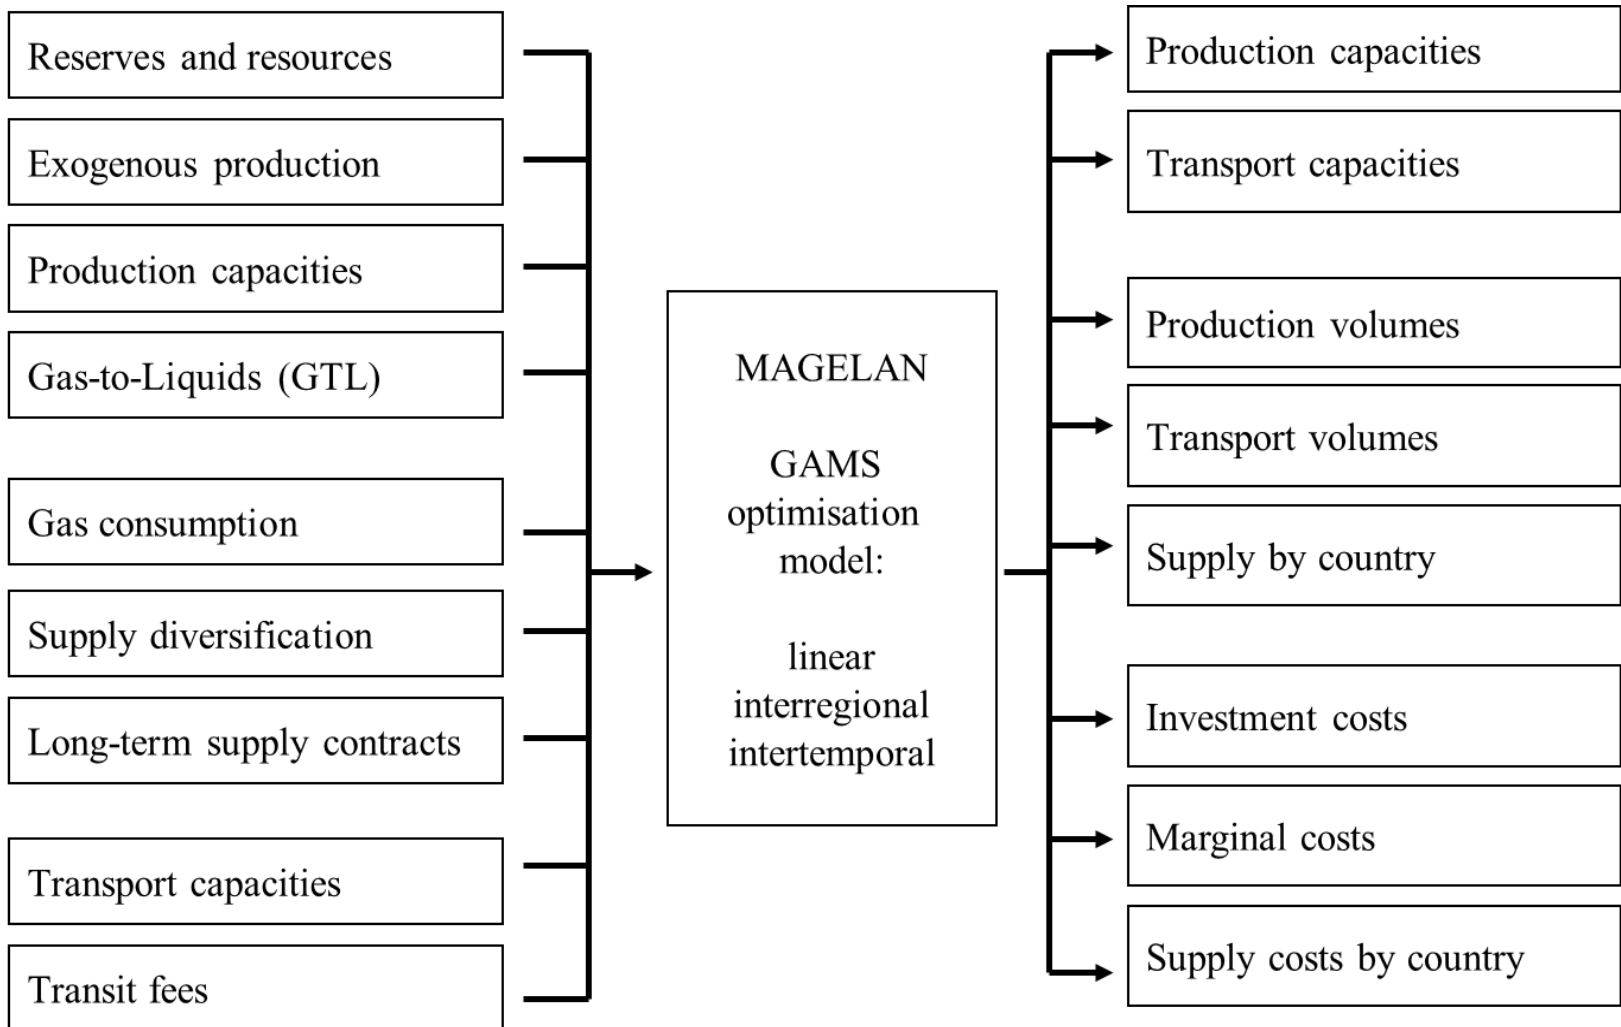 Reserves and resources
Exogenous production
Production capacities
Gas-to-Liquids (GTL)
Gas consumption
Supply diversification
Long-term supply contracts
Transport capacities
Transit fees
MAGELAN
GAMS
optimisation
model:
linear
interregional
intertemporal
Production capacities
Transport capacities
Production volumes
Transport volumes
Supply by country
Investment costs
Marginal costs
Supply costs by country